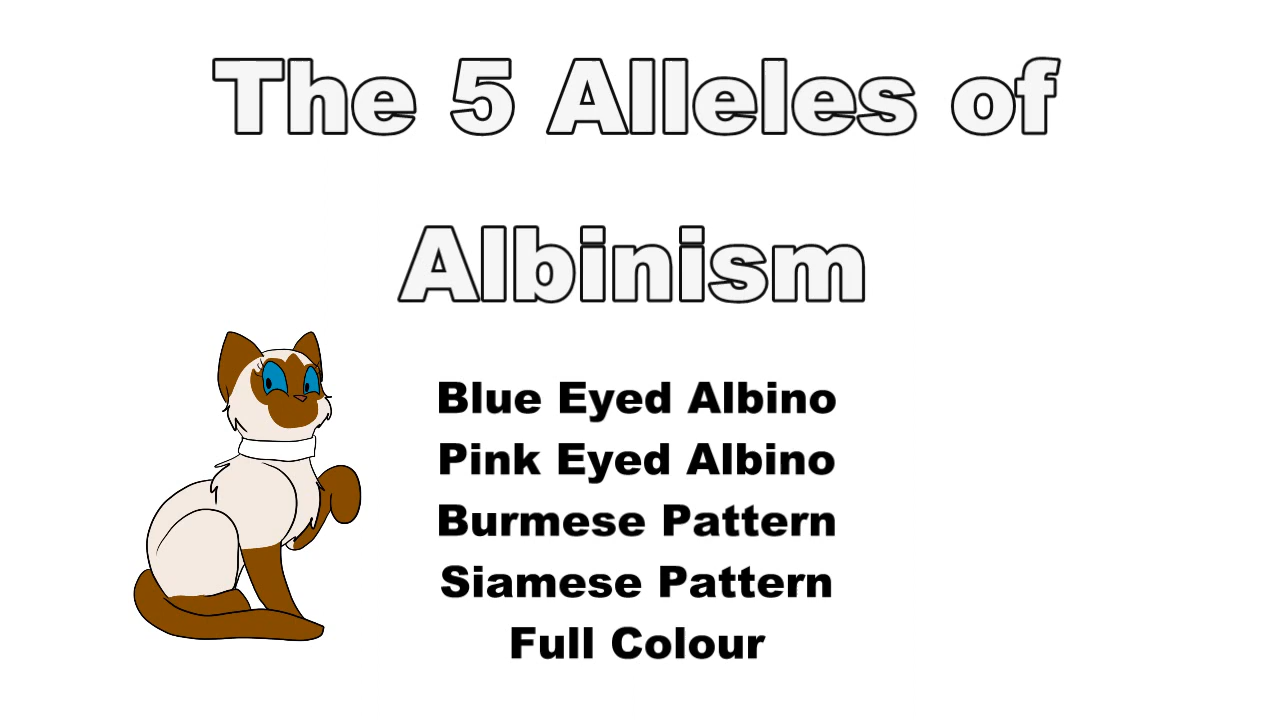 The 5 Alleles of
Albinism
Blue Eyed Albino
Pink Eyed Albino
Burmese Pattern
Siamese Pattern
Full Colour